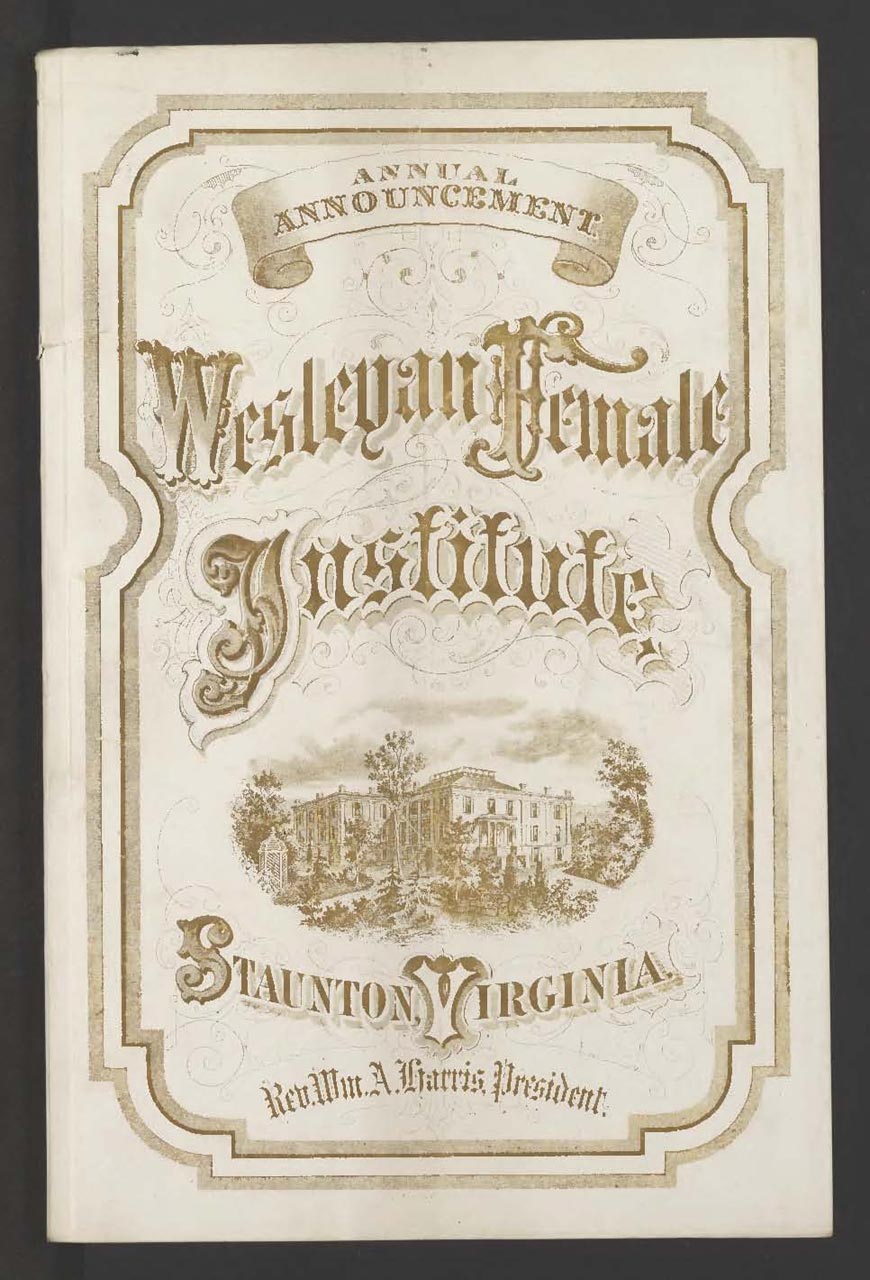 ANNUAL
ANNOUNCEMENT.
Wesleyan Female
Institute,
STAUNTON, VIRGINIA.
Rev. Wm. A. Harris, President.